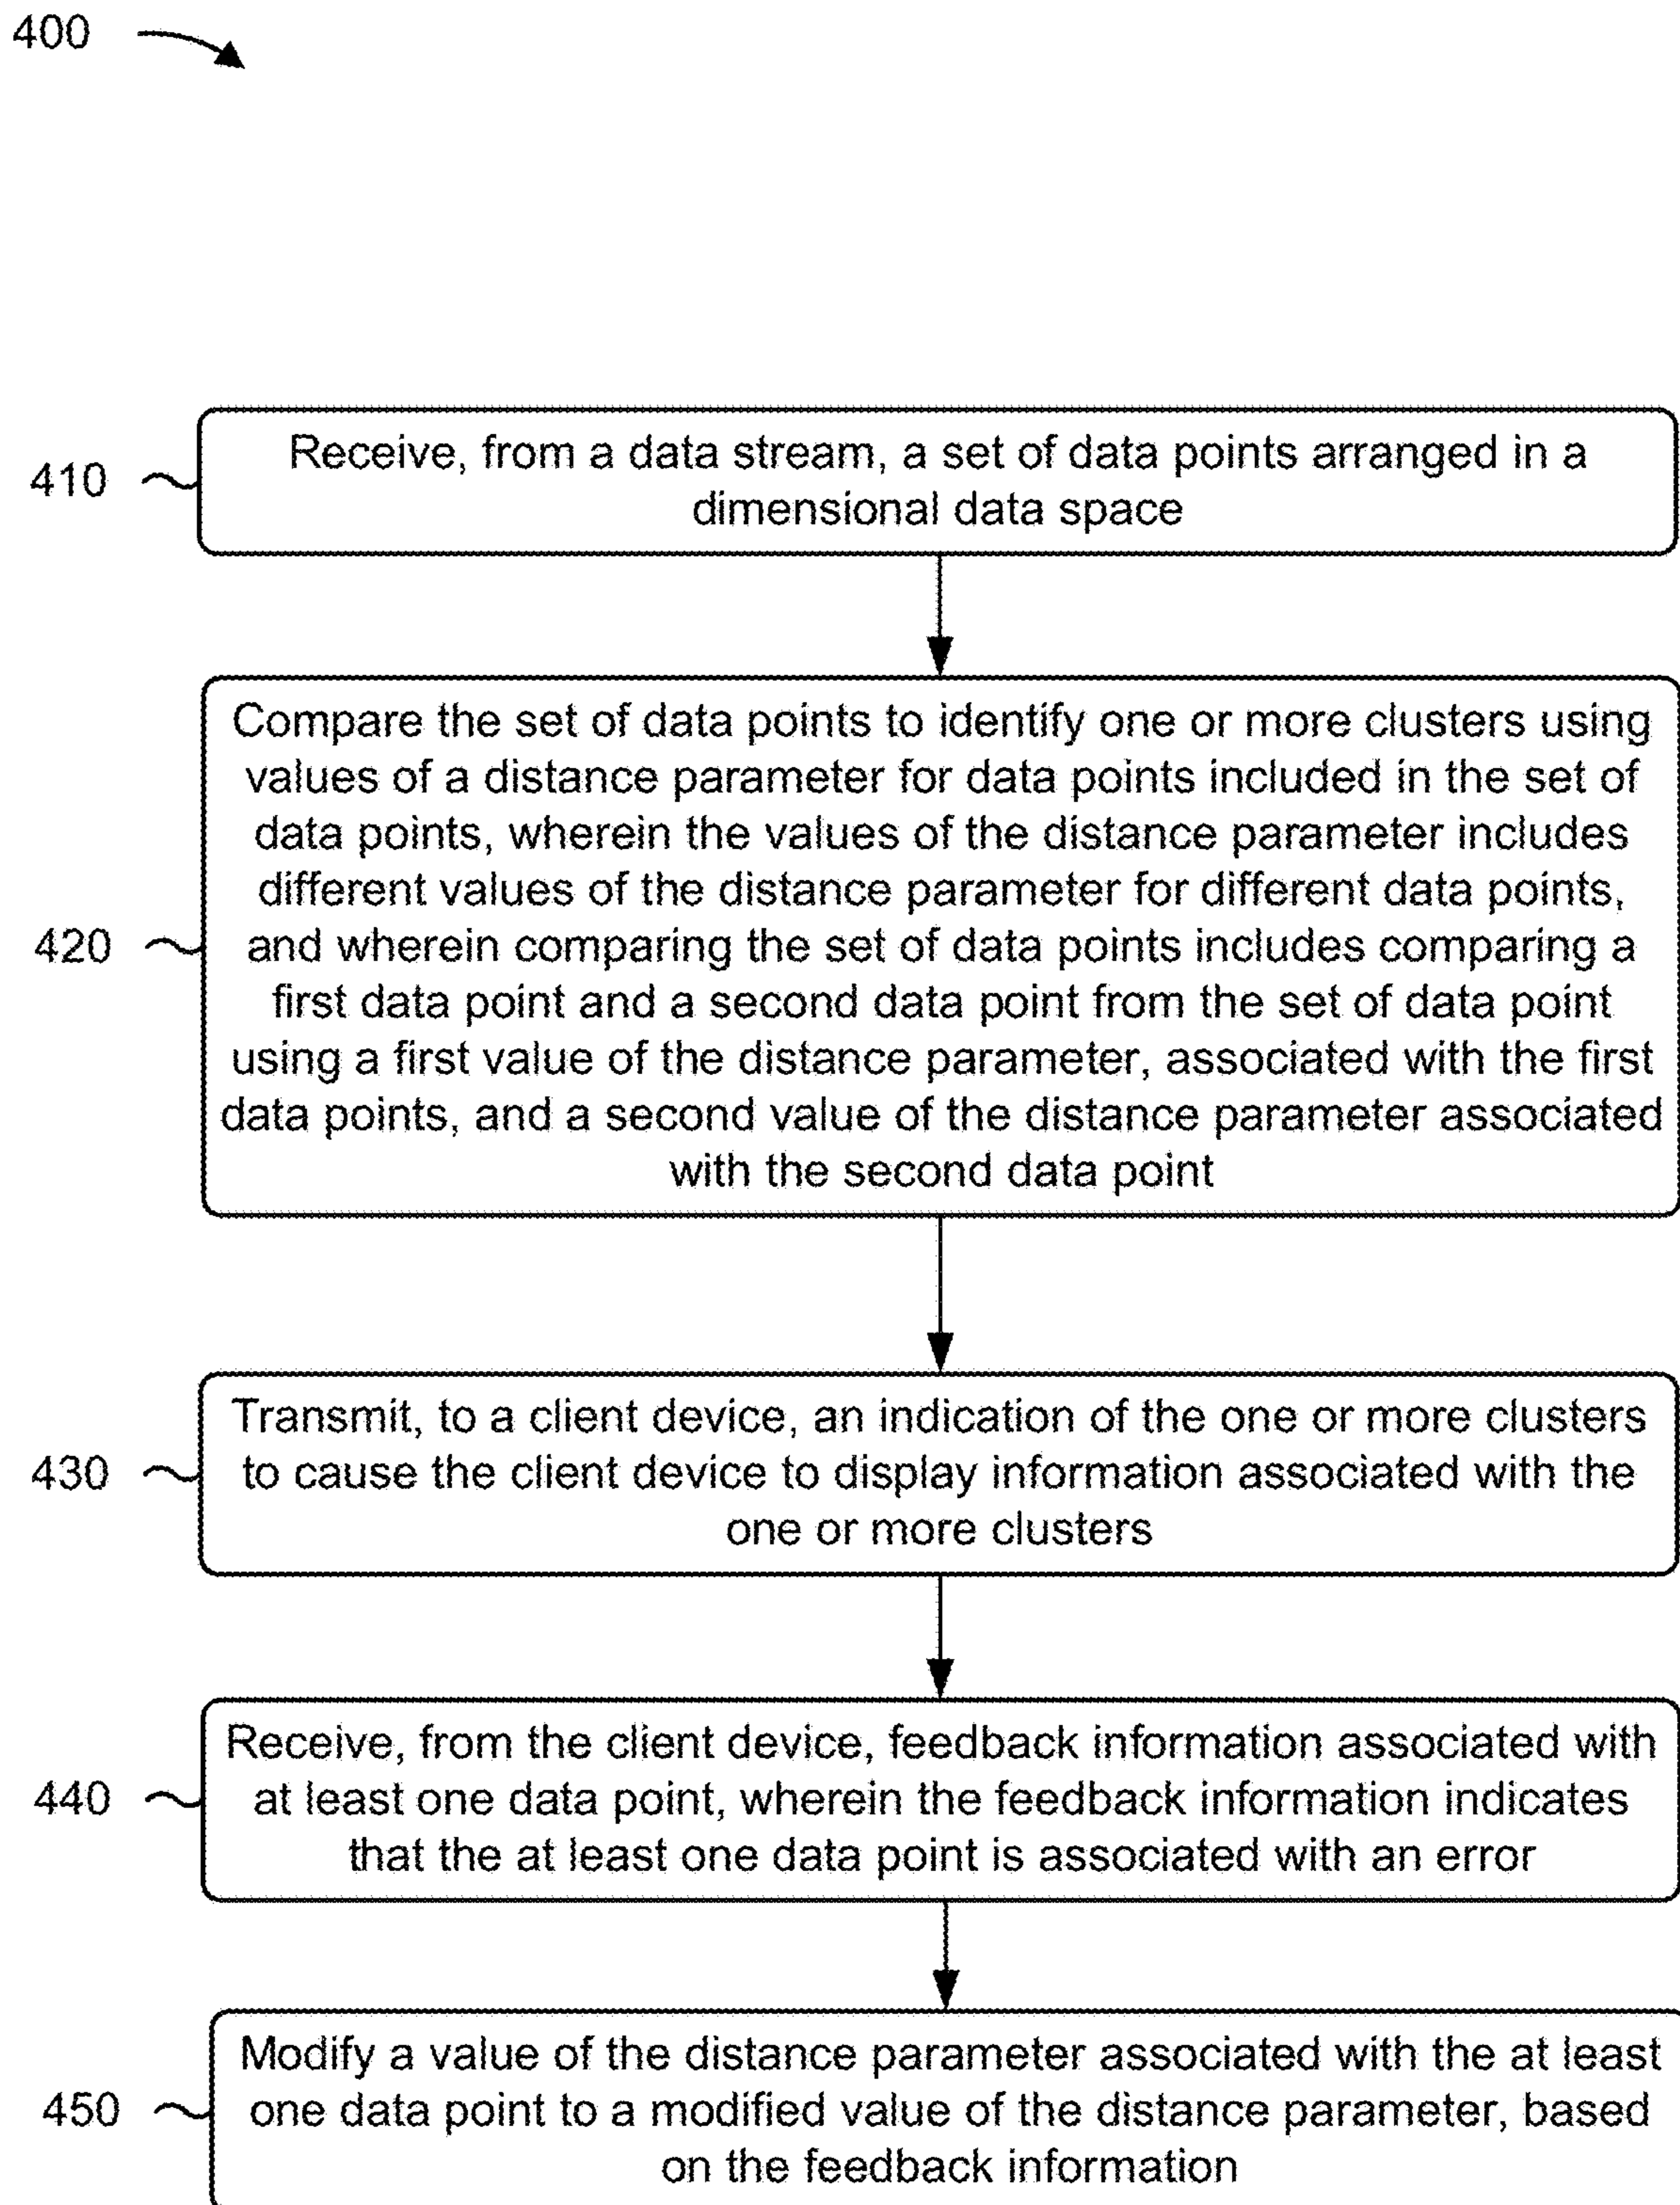 400
410
Receive, from a data stream, a set of data points arranged in a
dimensional data space
420
Compare the set of data points to identify one or more clusters using
values of a distance parameter for data points included in the set of
data points, wherein the values of the distance parameter includes
different values of the distance parameter for different data points,
and wherein comparing the set of data points includes comparing a
first data point and a second data point from the set of data point
using a first value of the distance parameter, associated with the first
data points, and a second value of the distance parameter associated
with the second data point
430
Transmit, to a client device, an indication of the one or more clusters
to cause the client device to display information associated with the
one or more clusters
440
Receive, from the client device, feedback information associated with
at least one data point, wherein the feedback information indicates
that the at least one data point is associated with an error
450
Modify a value of the distance parameter associated with the at least
one data point to a modified value of the distance parameter, based
on the feedback information